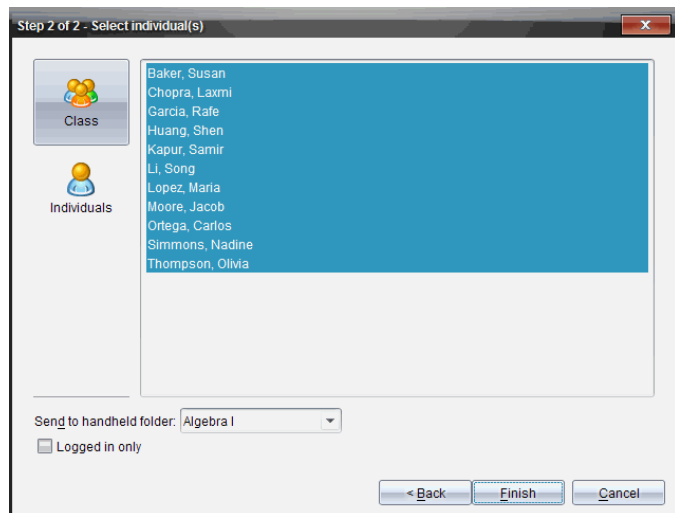 Step 2 of 2 - Select individual(s)
x
Class
Individuals
Baker, Susan
Chopra, Laxmi
Garcia, Rafe
Huang, Shen
Kapur, Samir
Li, Song
Lopez, Maria
Moore, Jacob
Ortega, Carlos
Simmons, Nadine
Thompson, Olivia
Send to handheld folder: Algebra I
Logged in only
< Back Finish Cancel